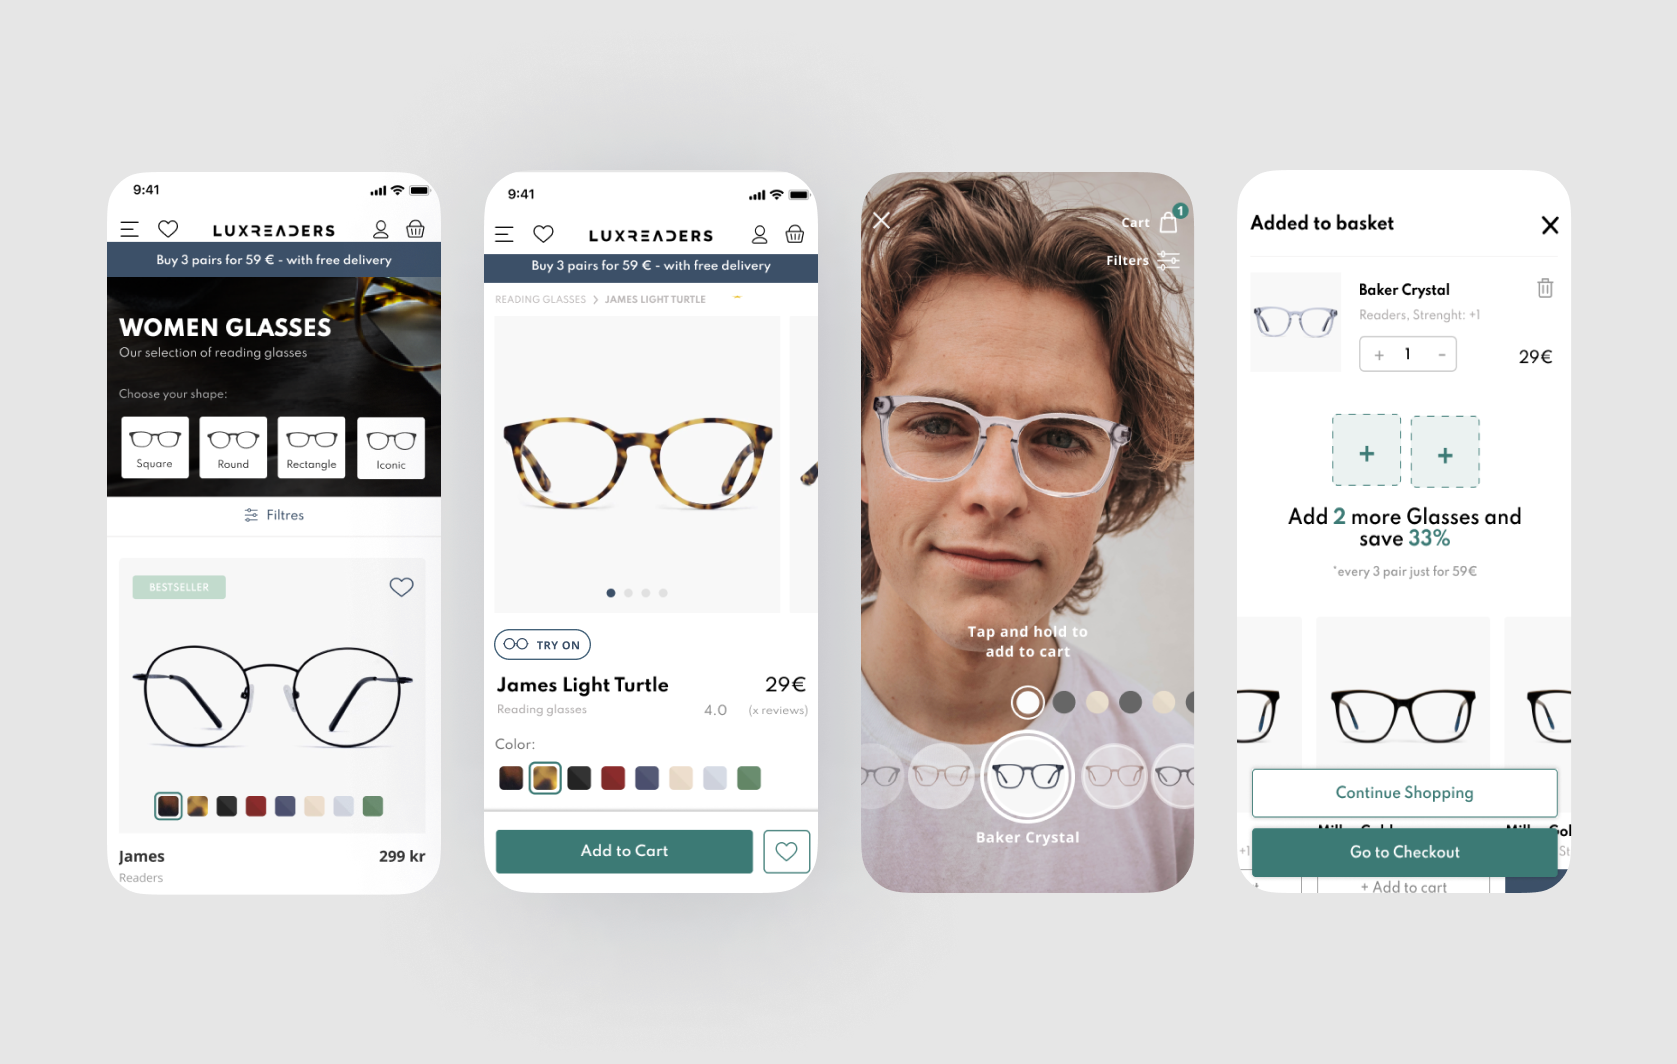 9:41
LUXREADERS
Buy 3 pairs for 59 € - with free delivery
WOMEN GLASSES
Our selection of reading glasses
Choose your shape:
Square
Round
Rectangle
Iconic
Filtres
BESTSELLER
James
299 kr
Readers
9:41
LUXREADERS
Buy 3 pairs for 59 € - with free delivery
READING GLASSES > JAMES LIGHT TURTLE
TRY ON
James Light Turtle
29€
Reading glasses
4.0
(x reviews)
Color:
Add to Cart
Cart
1
Filters
Tap and hold to
add to cart
Baker Crystal
Added to basket
X
Baker Crystal
Readers, Strenght: +1
+ 1 -
29€
+
+
Add 2 more Glasses and
save 33%
*every 3 pair just for 59€
Continue Shopping
+1
Go to Checkout
+ Add to cart